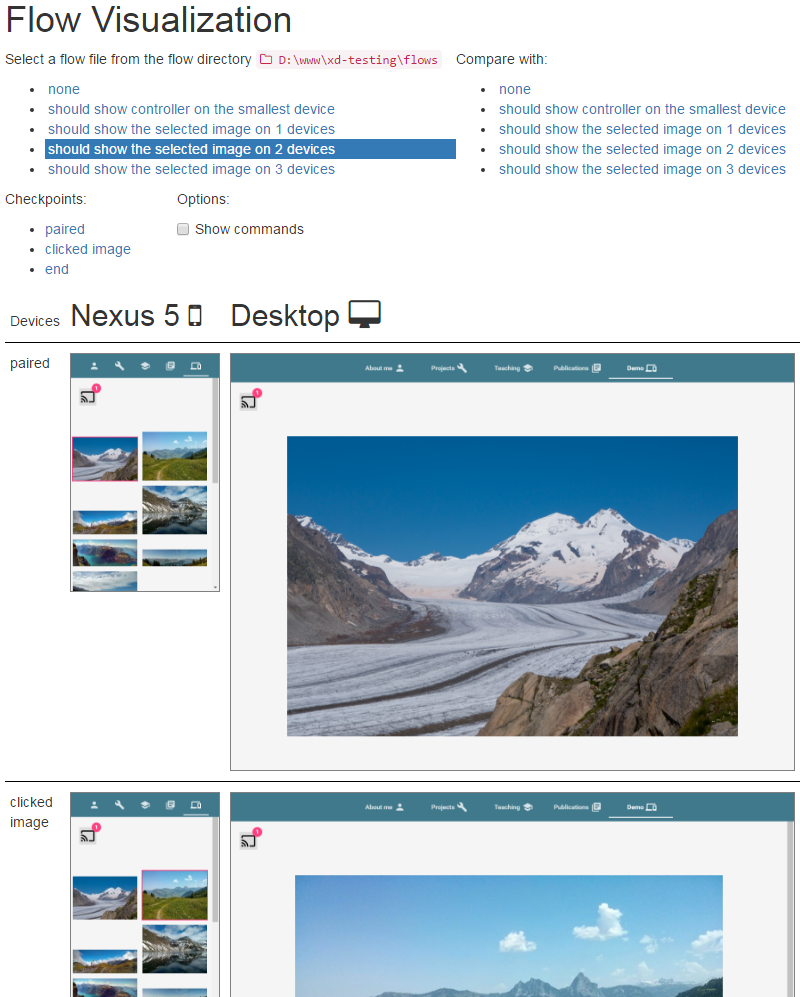 Flow Visualization
Select a flow file from the flow directory D:\www\xd-testing\flows
none
should show controller on the smallest device
should show the selected image on 1 devices
should show the selected image on 2 devices
should show the selected image on 3 devices
Compare with:
none
should show controller on the smallest device
should show the selected image on 1 devices
should show the selected image on 2 devices
should show the selected image on 3 devices
Checkpoints:
paired
clicked image
end
Options:
Show commands
Devices Nexus 5 Desktop
paired
1
About me Projects Teaching Publications Demo
1
clicked
image
1
About me Projects Teaching Publications Demo
1